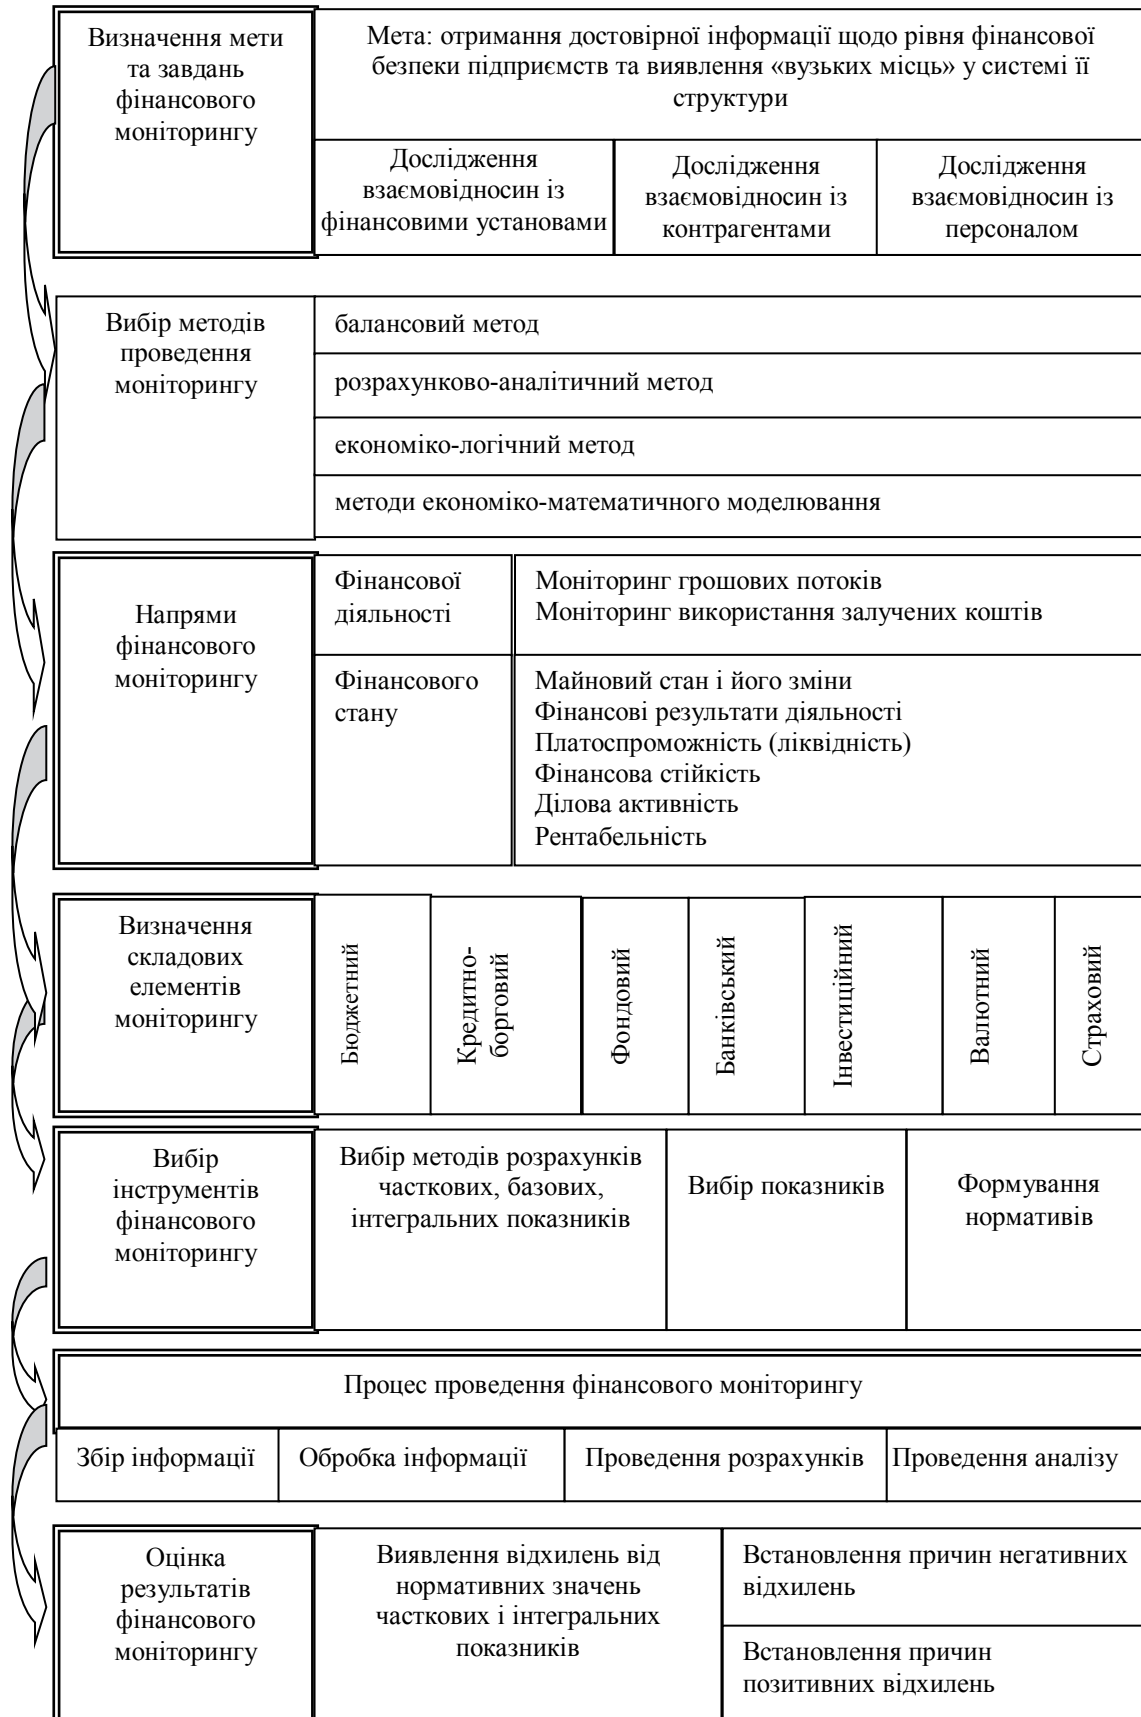 Визначення мети
та завдань
фінансового
моніторингу
Мета: отримання достовірної інформації щодо рівня фінансової
безпеки підприємств та виявлення «вузьких місць» у системі її
структури
Дослідження
взаємовідносин із
фінансовими установами
Дослідження
взаємовідносин із
контрагентами
Дослідження
взаємовідносин із
персоналом
Вибір методів
проведення
моніторингу
балансовий метод
розрахунково-аналітичний метод
економіко-логічний метод
методи економіко-математичного моделювання
Напрями
фінансового
моніторингу
Фінансової
діяльності
Моніторинг грошових потоків
Моніторинг використання залучених коштів
Фінансового
стану
Майновий стан і його зміни
Фінансові результати діяльності
Платоспроможність (ліквідність)
Фінансова стійкість
Ділова активність
Рентабельність
Визначення
складових
елементів
моніторингу
Бюджетний
Кредитно-
борговий
Фондовий
Банківський
Інвестиційний
Валютний
Страховий
Вибір
інструментів
фінансового
моніторингу
Вибір методів розрахунків
часткових, базових,
інтегральних показників
Вибір показників
Формування
нормативів
Процес проведення фінансового моніторингу
Збір інформації
Обробка інформації
Проведення розрахунків
Проведення аналізу
Оцінка
результатів
фінансового
моніторингу
Виявлення відхилень від
нормативних значень
часткових і інтегральних
показників
Встановлення причин негативних
відхилень
Встановлення причин
позитивних відхилень